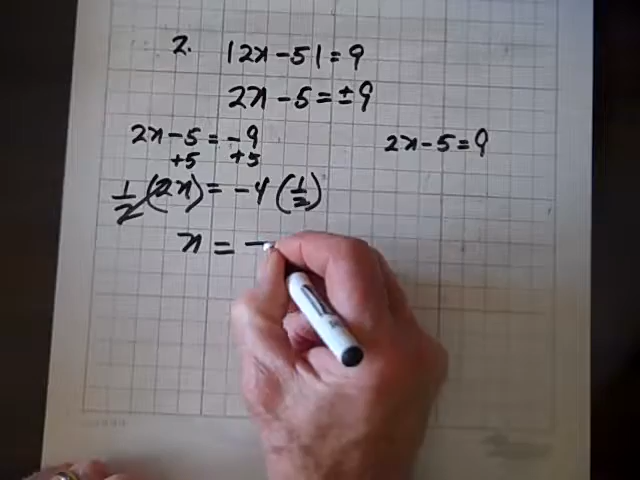 2. |2x-5|=9
2x-5=±9
2x-5=-9 2x-5=9
+5 +5
1/2(2x)=-4(1/2)
x=-